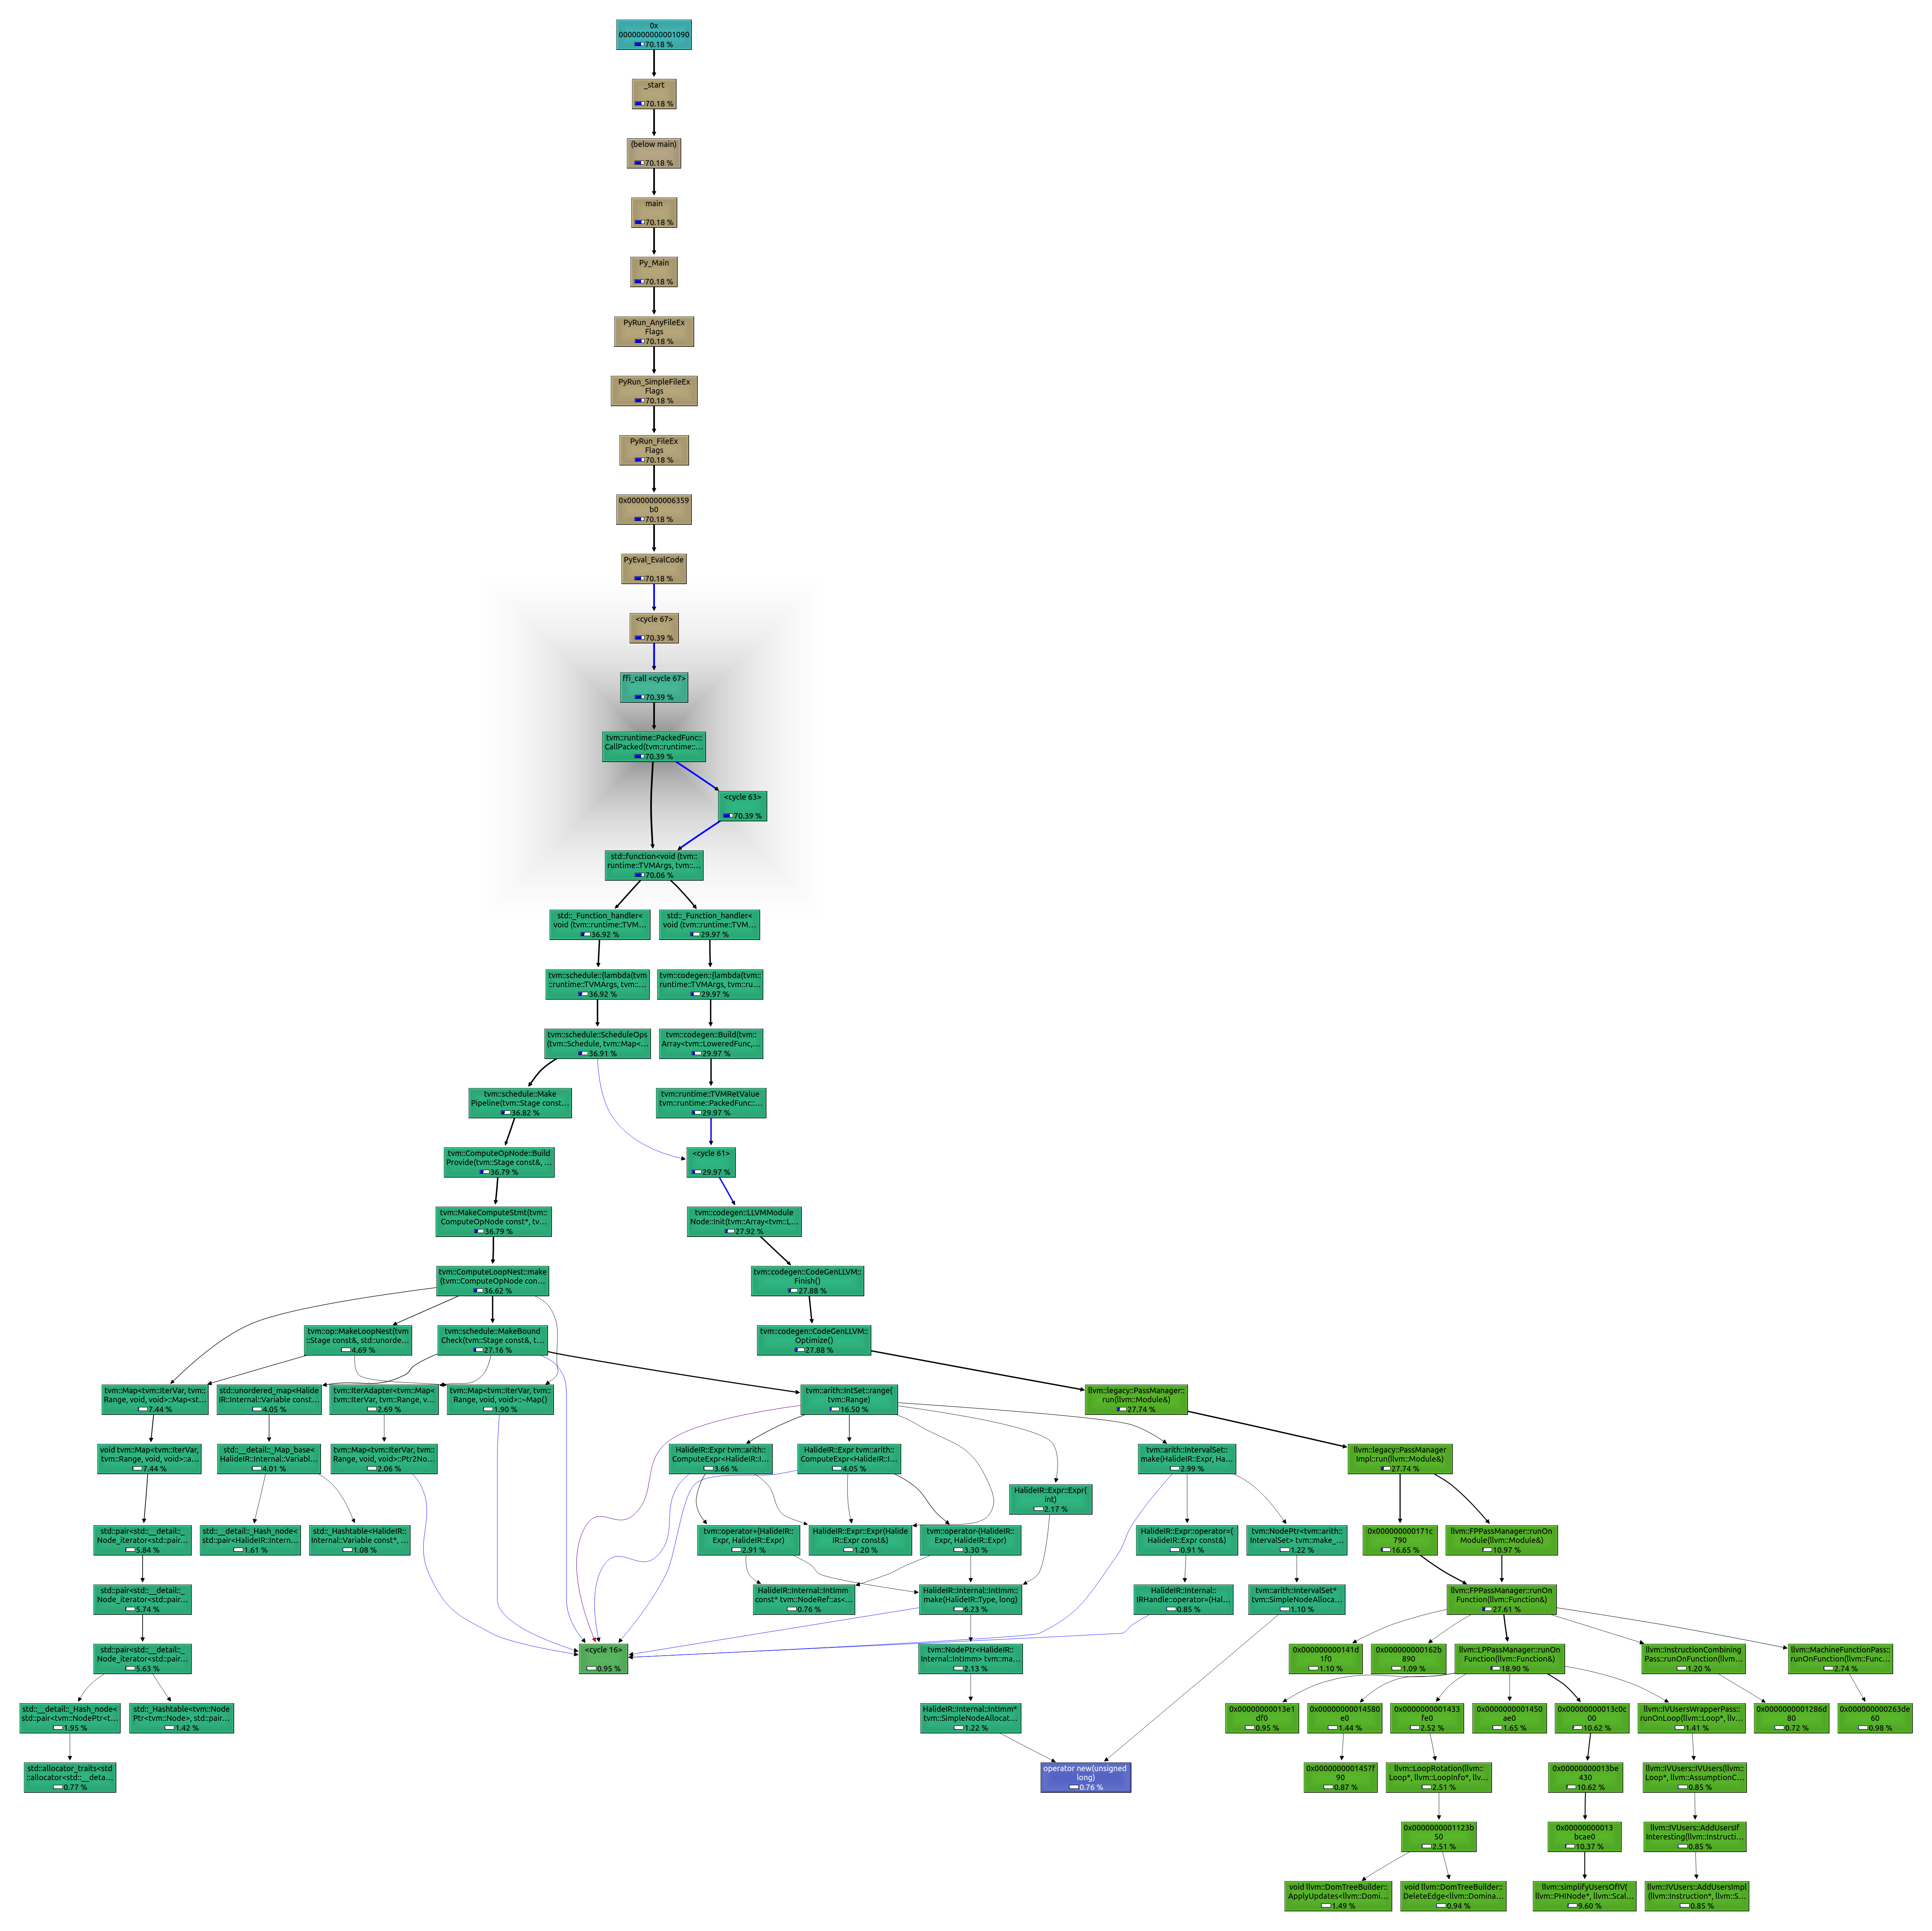 0x
0000000000001090
70.18 %
_start
70.18 %
(below main)
70.18 %
main
70.18 %
Py_Main
70.18 %
PyRun_AnyFileEx
Flags
70.18 %
PyRun_SimpleFileEx
Flags
70.18 %
PyRun_FileEx
Flags
70.18 %
0x00000000006359
b0
70.18 %
PyEval_EvalCode
70.18 %
<cycle 67>
70.39 %
ffi_call <cycle 67>
70.39 %
tvm::runtime::PackedFunc::
CallPacked(tvm::runtime::...
70.39 %
<cycle 63>
70.39 %
std::function<void (tvm::
runtime::TVMArgs, tvm::...
70.06 %
std::_Function_handler<
void (tvm::runtime::TVM...
36.92 %
std::_Function_handler<
void (tvm::runtime::TVM...
29.97 %
tvm::schedule::{lambda(tvm
::runtime::TVMArgs, tvm::...
36.92 %
tvm::codegen::{lambda(tvm::
runtime::TVMArgs, tvm::ru...
29.97 %
tvm::schedule::ScheduleOps
(tvm::Schedule, tvm::Map<...
36.91 %
tvm::codegen::Build(tvm::
Array<tvm::LoweredFunc,...
29.97 %
tvm::schedule::Make
Pipeline(tvm::Stage const...
36.82 %
tvm::runtime::TVMRetValue
tvm::runtime::PackedFunc::...
29.97 %
tvm::ComputeOpNode::Build
Provide(tvm::Stage const&, ...
36.79 %
<cycle 61>
29.97 %
tvm::MakeComputeStmt(tvm::
ComputeOpNode const*, tv...
36.79 %
tvm::codegen::LLVMModule
Node::Init(tvm::Array<tvm::L...
27.92 %
tvm::ComputeLoopNest::make
(tvm::ComputeOpNode con...
36.62 %
tvm::codegen::CodeGenLLVM::
Finish()
27.88 %
tvm::op::MakeLoopNest(tvm
::Stage const&, std::unorde...
4.69 %
tvm::schedule::MakeBound
Check(tvm::Stage const&, t...
27.16 %
tvm::codegen::CodeGenLLVM::
Optimize()
27.88 %
tvm::Map<tvm::IterVar, tvm::
Range, void, void>::Map<st...
7.44 %
std::unordered_map<Halide
IR::Internal::Variable const...
4.05 %
tvm::IterAdapter<tvm::Map<
tvm::IterVar, tvm::Range, v...
2.69 %
tvm::Map<tvm::IterVar, tvm::
Range, void, void>::~Map()
1.90 %
tvm::arith::IntSet::range(
tvm::Range)
16.50 %
llvm::legacy::PassManager::
run(llvm::Module&)
27.74 %
void tvm::Map<tvm::IterVar,
tvm::Range, void, void>::a...
7.44 %
std::__detail::_Map_base<
HalideIR::Internal::Variabl...
4.01 %
tvm::Map<tvm::IterVar, tvm::
Range, void, void>::Ptr2No...
2.06 %
HalideIR::Expr tvm::arith::
ComputeExpr<HalideIR::I...
3.66 %
HalideIR::Expr tvm::arith::
ComputeExpr<HalideIR::I...
4.05 %
tvm::arith::IntervalSet::
make(HalideIR::Expr, Ha...
2.99 %
llvm::legacy::PassManager
Impl::run(llvm::Module&)
27.74 %
HalideIR::Expr::Expr(
int)
2.17 %
std::pair<std::__detail::_
Node_iterator<std::pair...
5.84 %
std::__detail::_Hash_node<
std::pair<HalideIR::Intern...
1.61 %
std::_Hashtable<HalideIR::
Internal::Variable const*, ...
1.08 %
tvm::operator+(HalideIR::
Expr, HalideIR::Expr)
2.91 %
HalideIR::Expr::Expr(Halide
IR::Expr const&)
1.20 %
tvm::operator-(HalideIR::
Expr, HalideIR::Expr)
3.30 %
HalideIR::Expr::operator=(
HalideIR::Expr const&)
0.91 %
tvm::NodePtr<tvm::arith::
IntervalSet> tvm::make_...
1.22 %
0x000000000171c
790
16.65 %
llvm::FPPassManager::runOn
Module(llvm::Module&)
10.97 %
std::pair<std::__detail::_
Node_iterator<std::pair...
5.74 %
HalideIR::Internal::IntImm
const* tvm::NodeRef::as<...
0.76 %
HalideIR::Internal::IntImm::
make(HalideIR::Type, long)
6.23 %
HalideIR::Internal::
IRHandle::operator=(Hal...
0.85 %
tvm::arith::IntervalSet*
tvm::SimpleNodeAlloca...
1.10 %
llvm::FPPassManager::runOn
Function(llvm::Function&)
27.61 %
std::pair<std::__detail::_
Node_iterator<std::pair...
5.63 %
<cycle 16>
0.95 %
tvm::NodePtr<HalideIR::
Internal::IntImm> tvm::ma...
2.13 %
0x000000000141d
1f0
1.10 %
0x000000000162b
890
1.09 %
llvm::LPPassManager::runOn
Function(llvm::Function&)
18.90 %
llvm::InstructionCombining
Pass::runOnFunction(llvm...
1.20 %
llvm::MachineFunctionPass::
runOnFunction(llvm::Func...
2.74 %
std::__detail::_Hash_node<
std::pair<tvm::NodePtr<t...
1.95 %
std::_Hashtable<tvm::Node
Ptr<tvm::Node>, std::pair...
1.42 %
HalideIR::Internal::IntImm*
tvm::SimpleNodeAllocat...
1.22 %
0x00000000013e1
df0
0.95 %
0x00000000014580
e0
1.44 %
0x0000000001433
fe0
2.52 %
0x0000000001450
ae0
1.65 %
0x00000000013c0c
00
10.62 %
llvm::IVUsersWrapperPass::
runOnLoop(llvm::Loop*, llv...
1.41 %
0x0000000001286d
80
0.72 %
0x000000000263de
60
0.98 %
std::allocator_traits<std
::allocator<std::__deta...
0.77 %
operator new(unsigned
long)
0.76 %
0x0000000001457f
90
0.87 %
llvm::LoopRotation(llvm::
Loop*, llvm::LoopInfo*, llv...
2.51 %
0x00000000013be
430
10.62 %
llvm::IVUsers::IVUsers(llvm::
Loop*, llvm::AssumptionC...
0.85 %
0x0000000001123b
50
2.51 %
0x00000000013
bcae0
10.37 %
llvm::IVUsers::AddUsersIf
Interesting(llvm::Instructi...
0.85 %
void llvm::DomTreeBuilder::
ApplyUpdates<llvm::Domi...
1.49 %
void llvm::DomTreeBuilder::
DeleteEdge<llvm::Domina...
0.94 %
llvm::simplifyUsersOfIV(
llvm::PHINode*, llvm::Scal...
9.60 %
llvm::IVUsers::AddUsersImpl
(llvm::Instruction*, llvm::S...
0.85 %